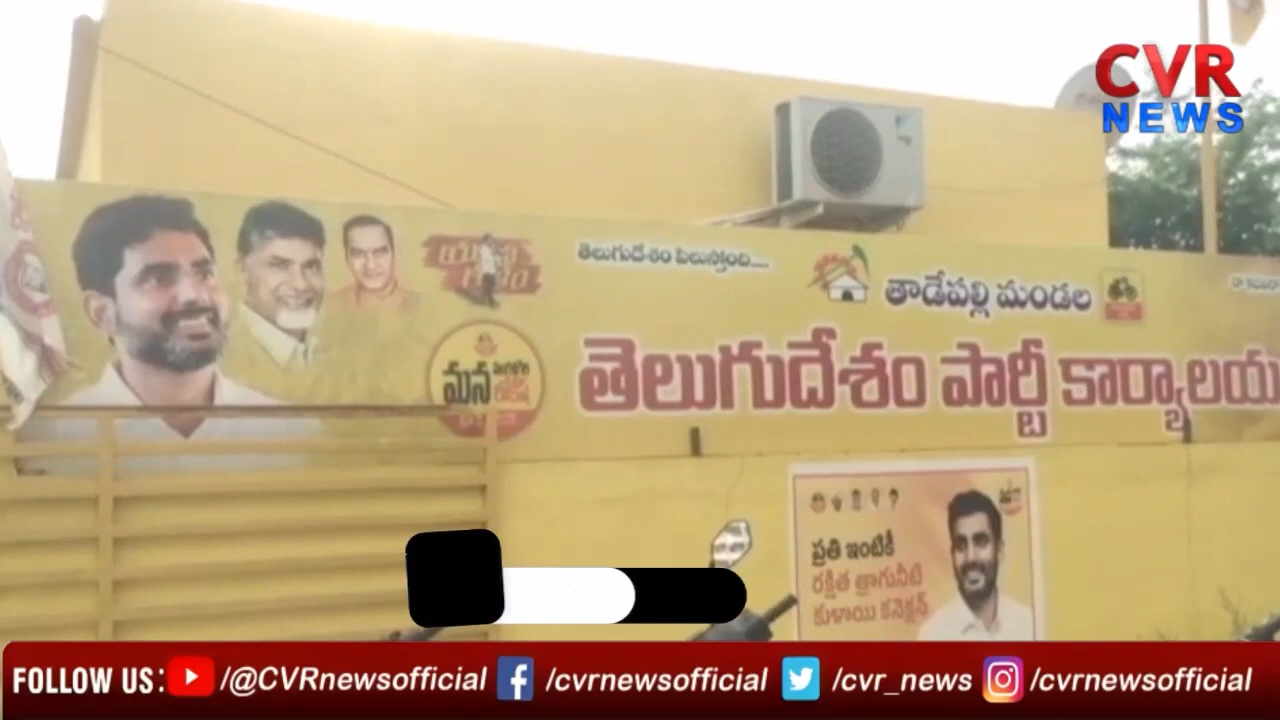 CVR
NEWS
తెలుగుదేశం పిలుస్తోంది.....
తాడేపల్లి మండల
తెలుగుదేశం పార్టీ కార్యాలయ
మన
ప్రతి ఇంటికీ
రక్షిత త్రాగునీటి
కుళాయి కనెక్షన్
FOLLOW US: /@CVRnewsofficial /cvrnewsofficial /cvr_news /cvrnewsofficial